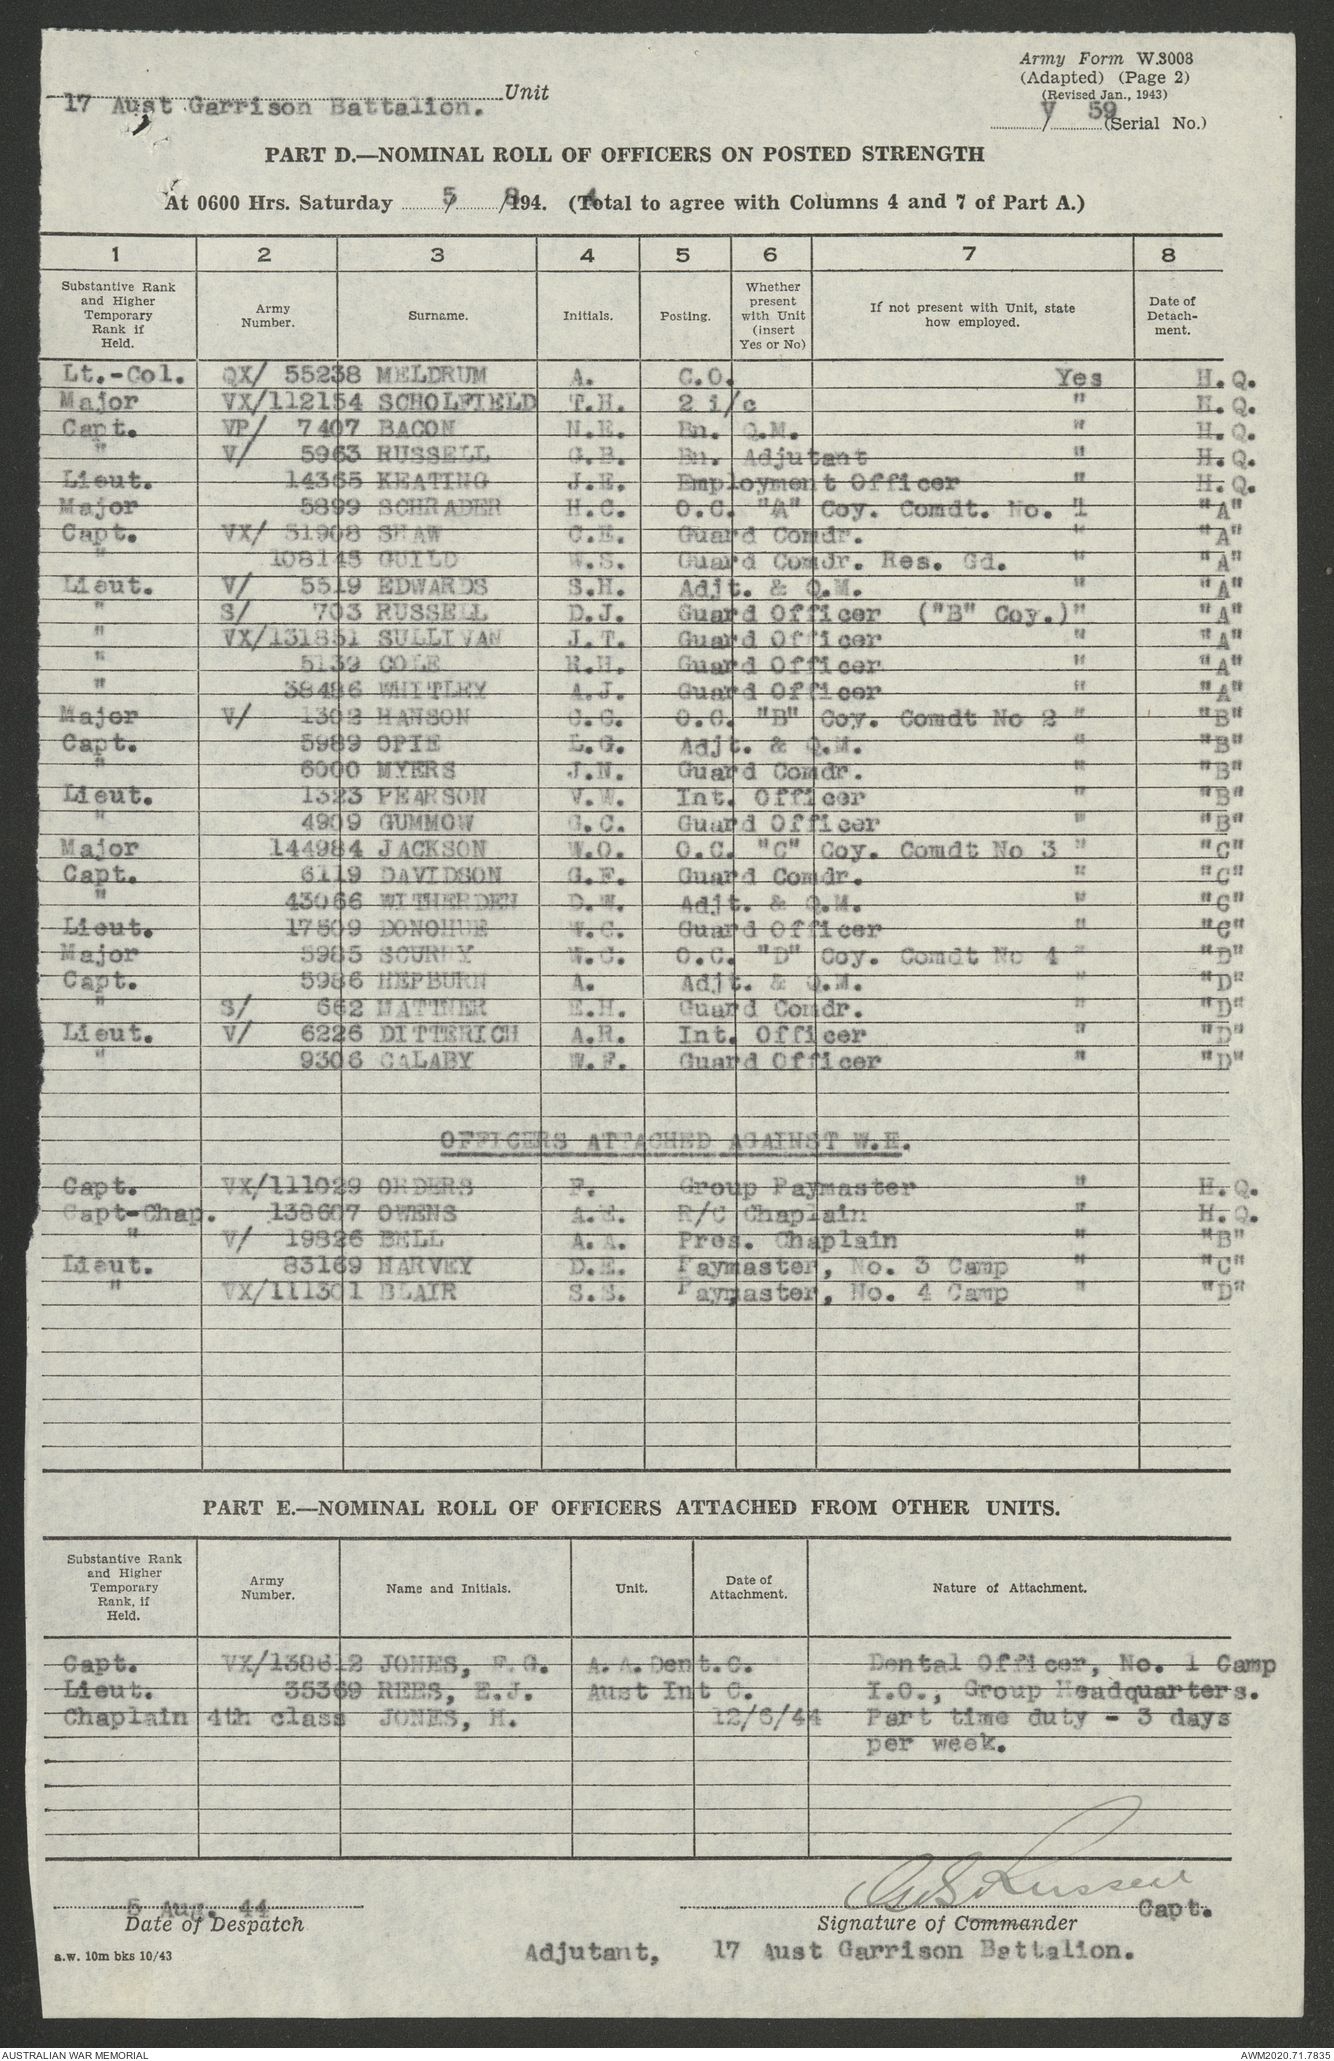 Army Form W.3008
(Adapted) (Page 2)
(Revised Jan., 1943)
17 Aust Garrison Battalion. Unit
V / 59 (Serial No.)
PART D.—NOMINAL ROLL OF OFFICERS ON POSTED STRENGTH
At 0600 Hrs. Saturday 5 / 8 /194 4. (Total to agree with Columns 4 and 7 of Part A.)
1 2 3 4 5 6 7 8
Substantive Rank and Higher Temporary Rank if Held. Army Number. Surname. Initials. Posting. Whether present with Unit (insert Yes or No) If not present with Unit, state how employed. Date of Detach-ment.
Lt.-Col. QX/ 55238 MELDRUM A. C.O. Yes H.Q.
Major VX/112154 SCHOLFIELD T.H. 2 i/c " H.Q.
Capt. VP/ 7407 BACON N.E. Bn. Q.M. " H.Q.
" V/ 5963 RUSSELL G.B. Bn. Adjutant " H.Q.
Lieut. 14365 KEATING J.E. Employment Officer " H.Q.
Major 5899 SCHRADER H.C. O.C. "A" Coy. Comdt. No. 1 "A"
Capt. VX/ 51908 SHAW C.E. Guard Comdr. " "A"
" 108145 GUILD W.S. Guard Comdr. Res. Gd. " "A"
Lieut. V/ 5519 EDWARDS S.H. Adjt. & Q.M. " "A"
" S/ 703 RUSSELL D.J. Guard Officer ("B" Coy.)" "A"
" VX/131851 SULLIVAN J.T. Guard Officer " "A"
" 5139 COLE R.H. Guard Officer " "A"
" 38486 WHITLEY A.J. Guard Officer " "A"
Major V/ 1302 HANSON G.C. O.C. "B" Coy. Comdt No 2 " "B"
Capt. 5989 OPIE L.G. Adjt. & Q.M. " "B"
" 6000 MYERS J.N. Guard Comdr. " "B"
Lieut. 1323 PEARSON V.W. Int. Officer " "B"
" 4909 GUMMOW G.C. Guard Officer " "B"
Major 144984 JACKSON W.O. O.C. "C" Coy. Comdt No 3 " "C"
Capt. 6119 DAVIDSON G.F. Guard Comdr. " "C"
" 43066 WITHERDEN D.W. Adjt. & Q.M. " "C"
Lieut. 17509 DONOHUE W.C. Guard Officer " "C"
Major 5985 SCURRY W.C. O.C. "D" Coy. Comdt No 4 " "D"
Capt. 5986 HEPBURN A. Adjt. & Q.M. " "D"
" S/ 662 MATTNER E.H. Guard Comdr. " "D"
Lieut. V/ 6226 DITTERICH A.R. Int. Officer " "D"
" 9306 CALABY W.F. Guard Officer " "D"
OFFICERS ATTACHED AGAINST W.E.
Capt. VX/111029 ORDERS F. Group Paymaster " H.Q.
Capt-Chap. 138607 OWENS A.E. R/C Chaplain " H.Q.
" V/ 19826 BELL A.A. Pres. Chaplain " "B"
Lieut. 83169 HARVEY D.E. Paymaster, No. 3 Camp " "C"
" VX/111301 BLAIR S.S. Paymaster, No. 4 Camp " "D"
PART E.—NOMINAL ROLL OF OFFICERS ATTACHED FROM OTHER UNITS.
Substantive Rank and Higher Temporary Rank, if Held. Army Number. Name and Initials. Unit. Date of Attachment. Nature of Attachment.
Capt. VX/138612 JONES, F.G. A.A.Dent.C. Dental Officer, No. 1 Camp
Lieut. 35369 REES, E.J. Aust Int C. I.O., Group Headquarters.
Chaplain 4th class JONES, H. 12/6/44 Part time duty - 3 days
per week.
5 Aug. 44 Capt.
Date of Despatch Signature of Commander
a.w. 10m bks 10/43 Adjutant, 17 Aust Garrison Battalion.
AUSTRALIAN WAR MEMORIAL AWM2020.71.7835